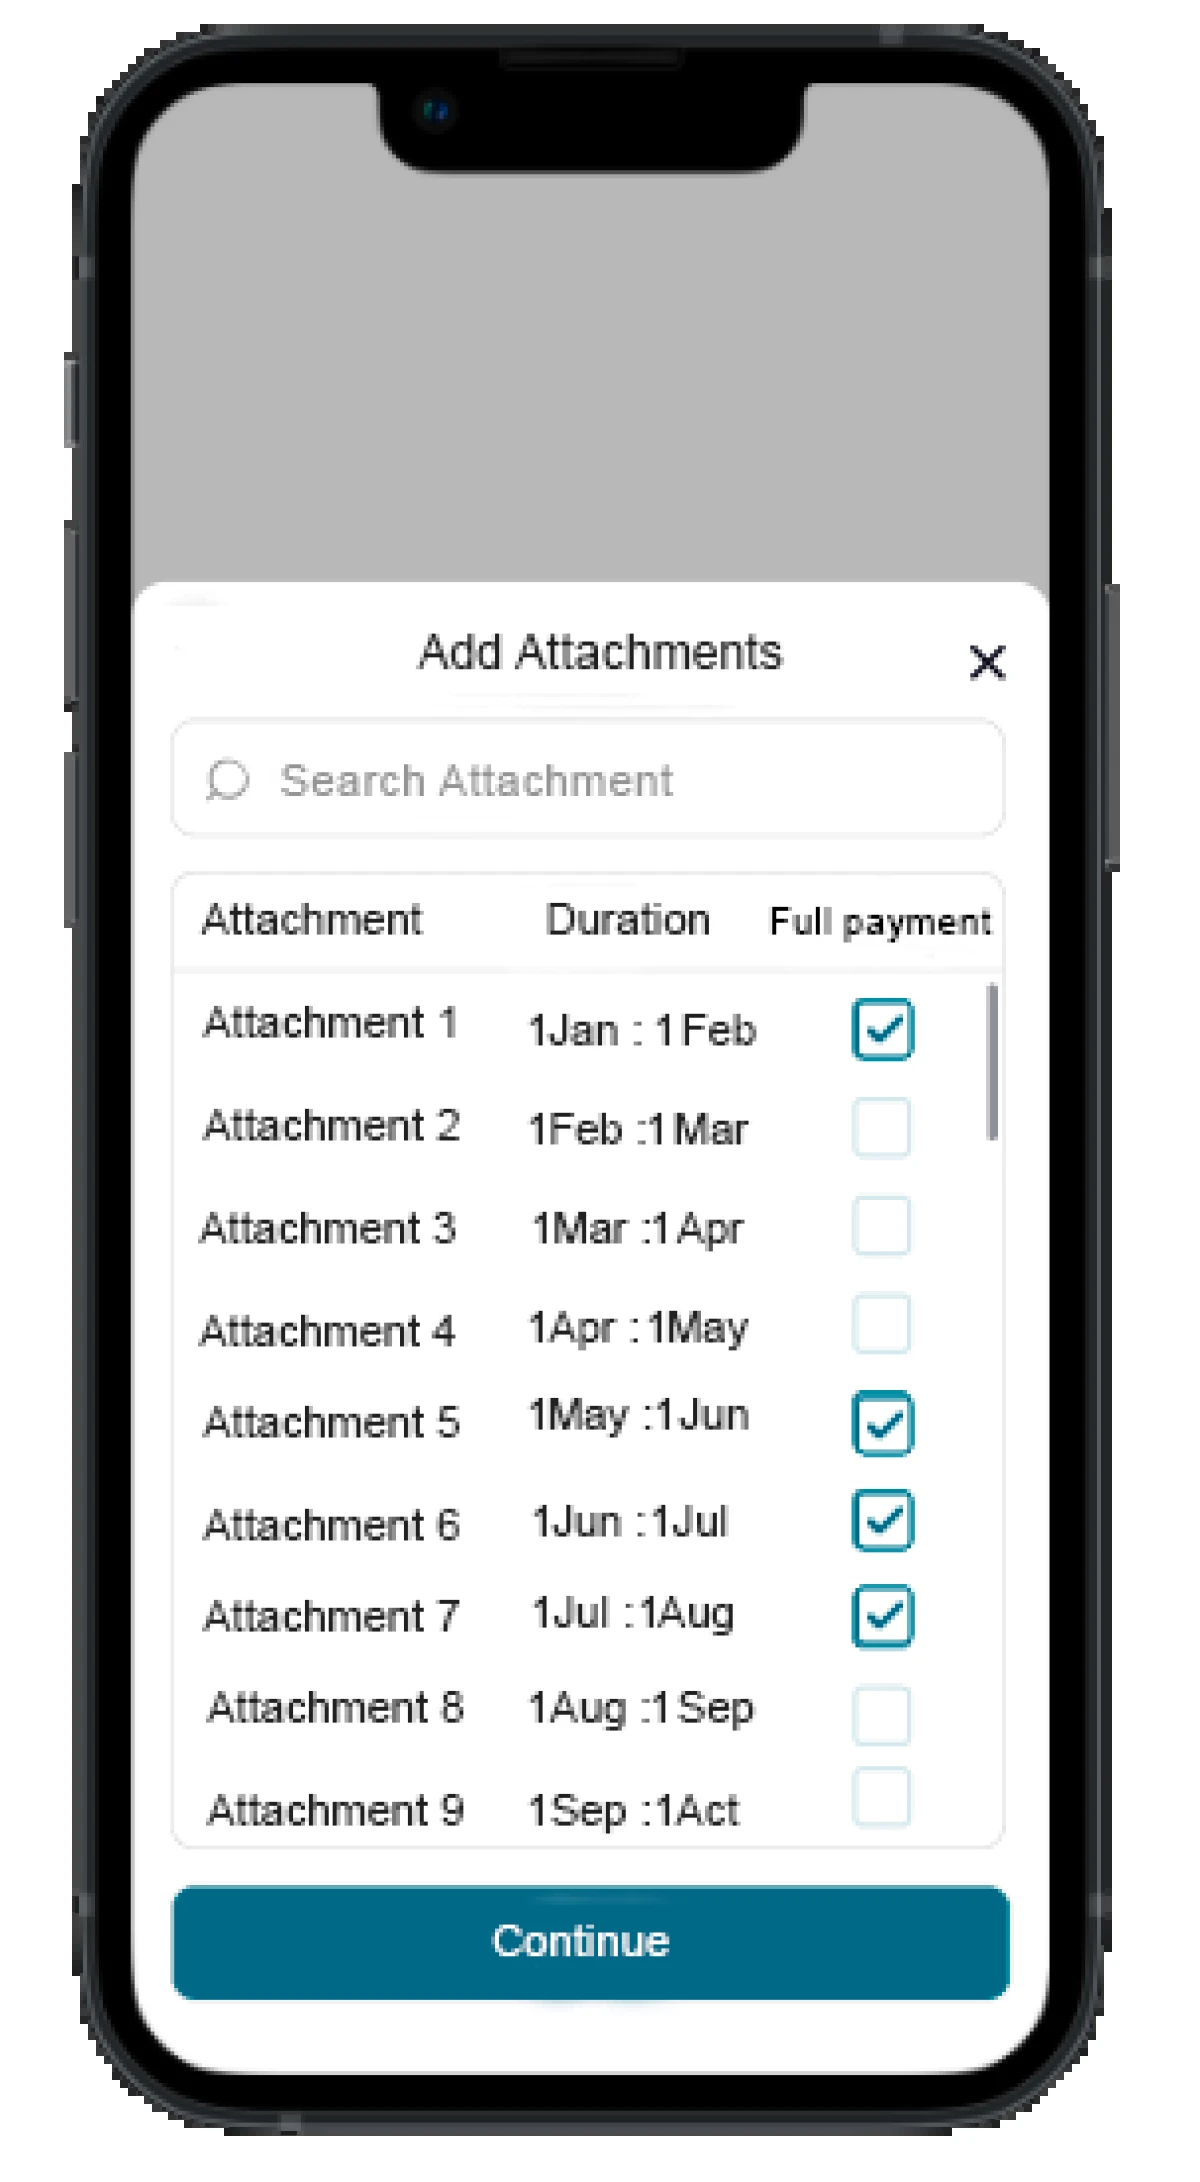 Add Attachments
Search Attachment
Attachment Duration Full payment
Attachment 1 1Jan : 1 Feb
Attachment 2 1Feb :1 Mar
Attachment 3 1Mar :1 Apr
Attachment 4 1Apr :1May
Attachment 5 1May :1Jun
Attachment 6 1Jun :1Jul
Attachment 7 1Jul :1Aug
Attachment 8 1Aug :1 Sep
Attachment 9 1Sep :1Act
Continue